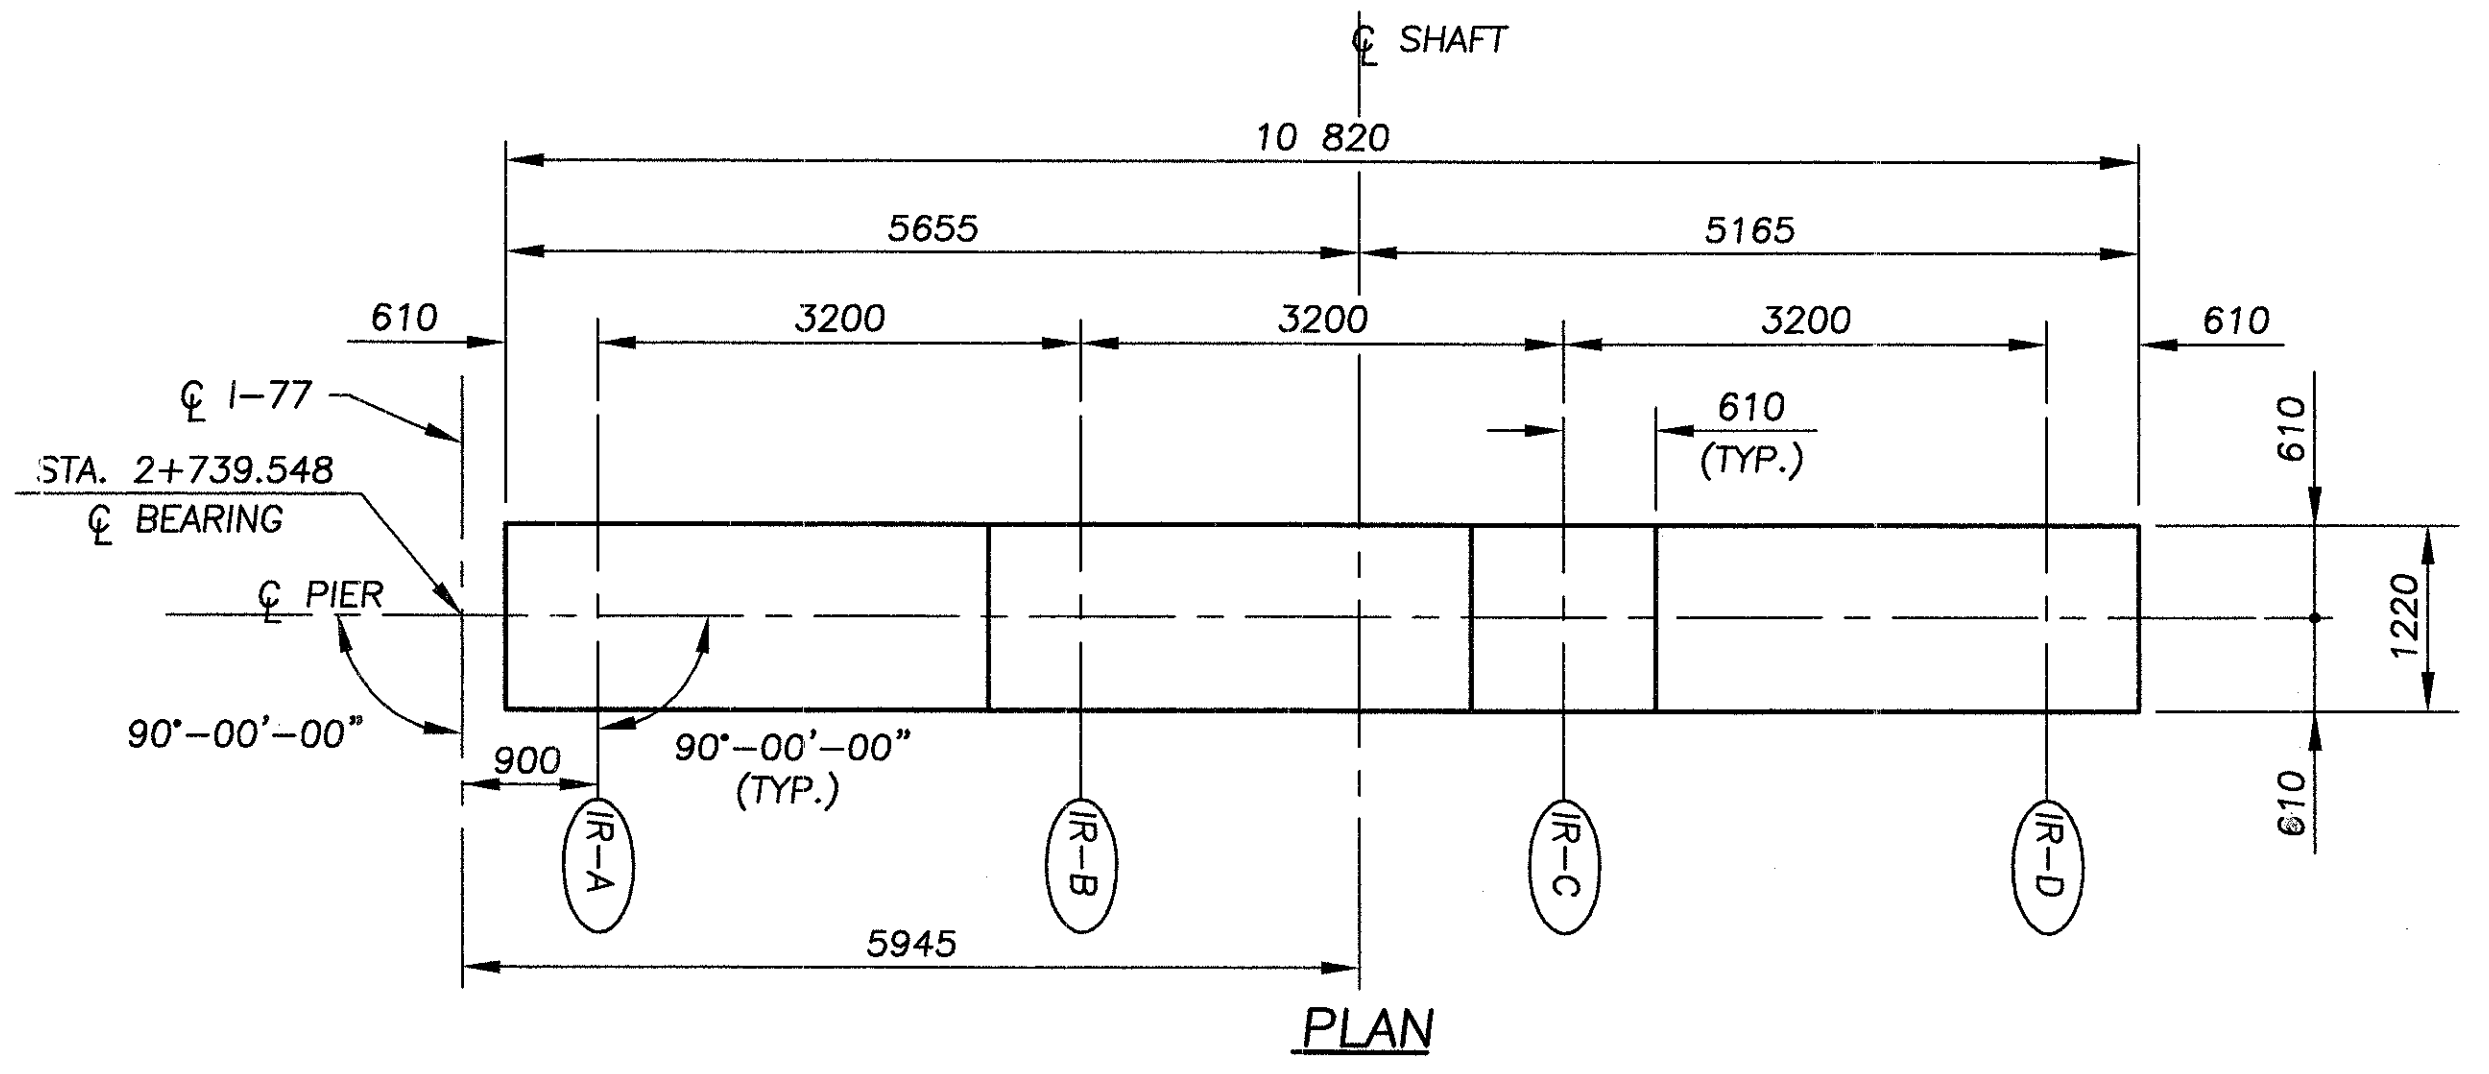 ℄ SHAFT
10 820
5655
5165
610
3200
3200
3200
610
℄ I-77
610
(TYP.)
610
STA. 2+739.548
℄ BEARING
℄ PIER
1220
90°-00'-00"
900
90°-00'-00"
(TYP.)
610
IR-A
IR-B
IR-C
IR-D
5945
PLAN